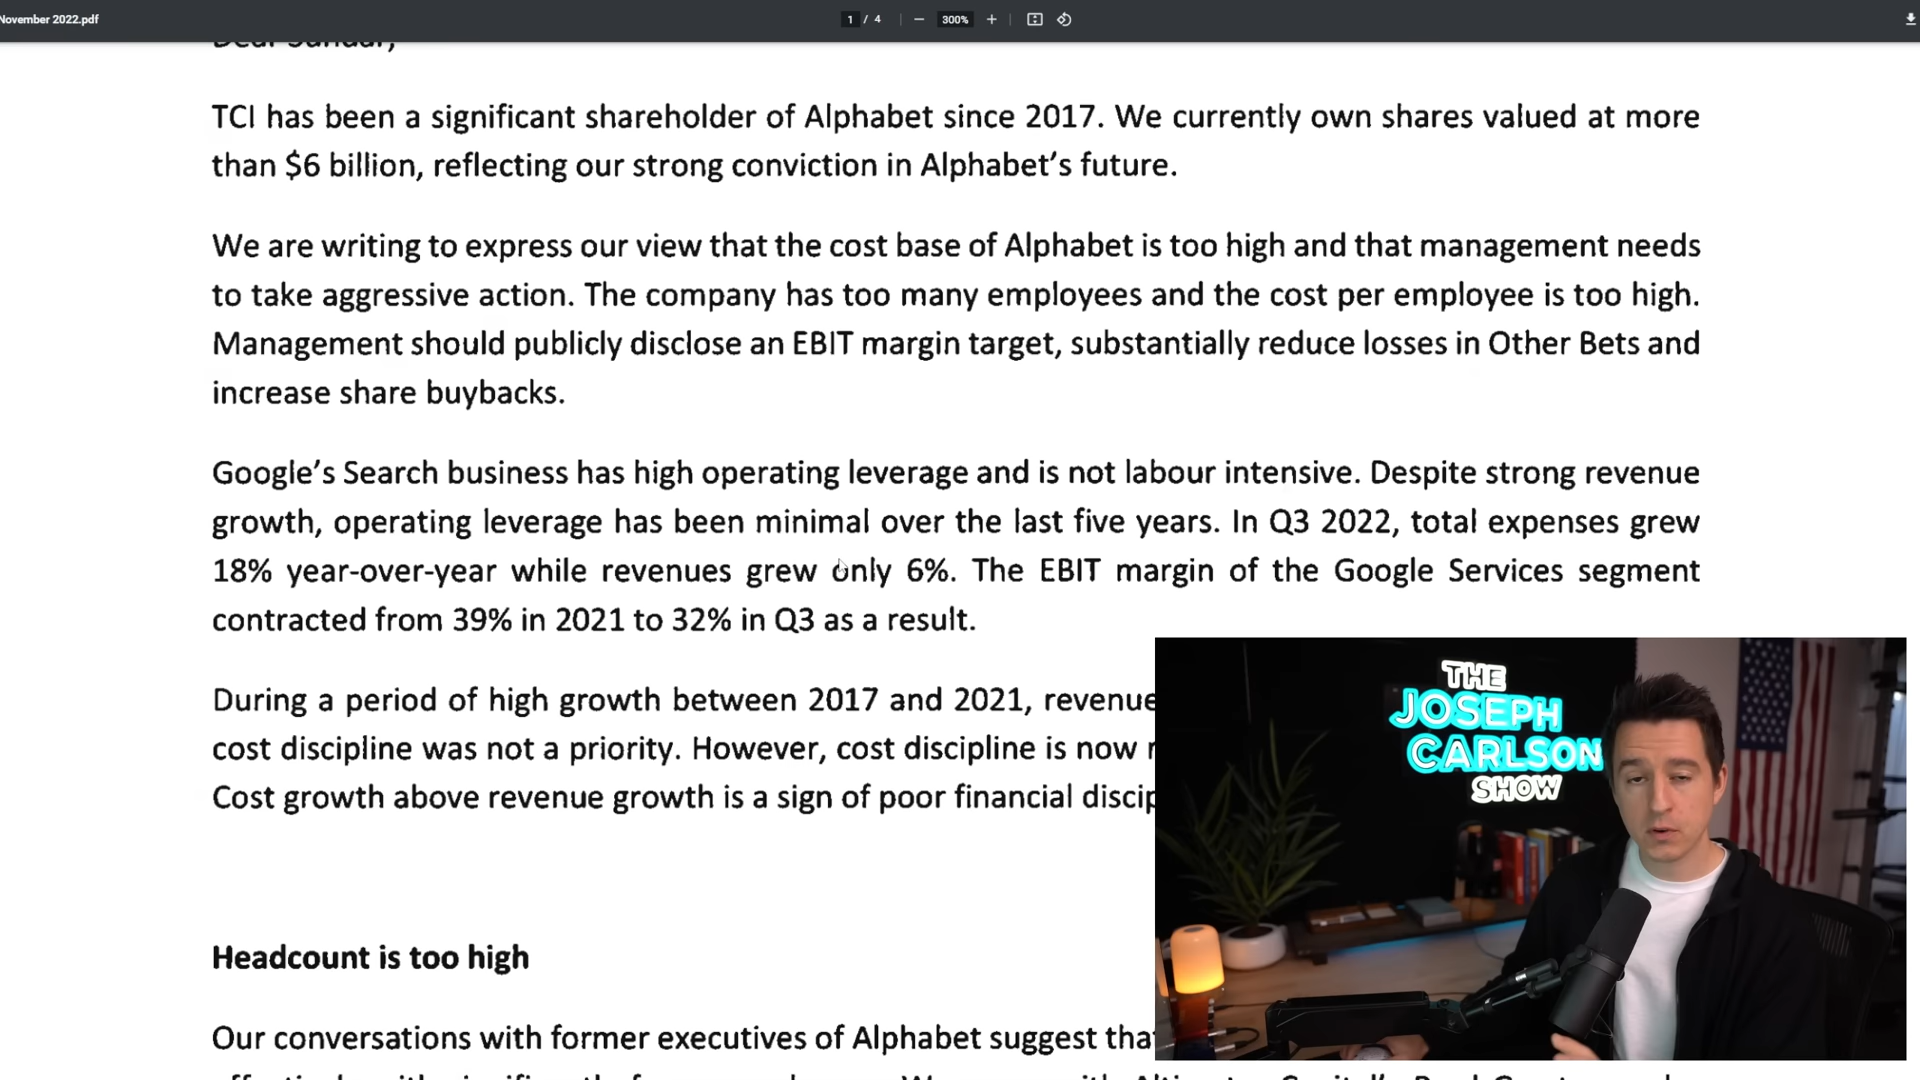 November 2022.pdf
1 / 4
300%
Dear Sundar,
TCI has been a significant shareholder of Alphabet since 2017. We currently own shares valued at more
than $6 billion, reflecting our strong conviction in Alphabet’s future.
We are writing to express our view that the cost base of Alphabet is too high and that management needs
to take aggressive action. The company has too many employees and the cost per employee is too high.
Management should publicly disclose an EBIT margin target, substantially reduce losses in Other Bets and
increase share buybacks.
Google’s Search business has high operating leverage and is not labour intensive. Despite strong revenue
growth, operating leverage has been minimal over the last five years. In Q3 2022, total expenses grew
18% year-over-year while revenues grew only 6%. The EBIT margin of the Google Services segment
contracted from 39% in 2021 to 32% in Q3 as a result.
During a period of high growth between 2017 and 2021, revenue
cost discipline was not a priority. However, cost discipline is now
Cost growth above revenue growth is a sign of poor financial discip
Headcount is too high
Our conversations with former executives of Alphabet suggest tha
THE
JOSEPH
CARLSON
SHOW